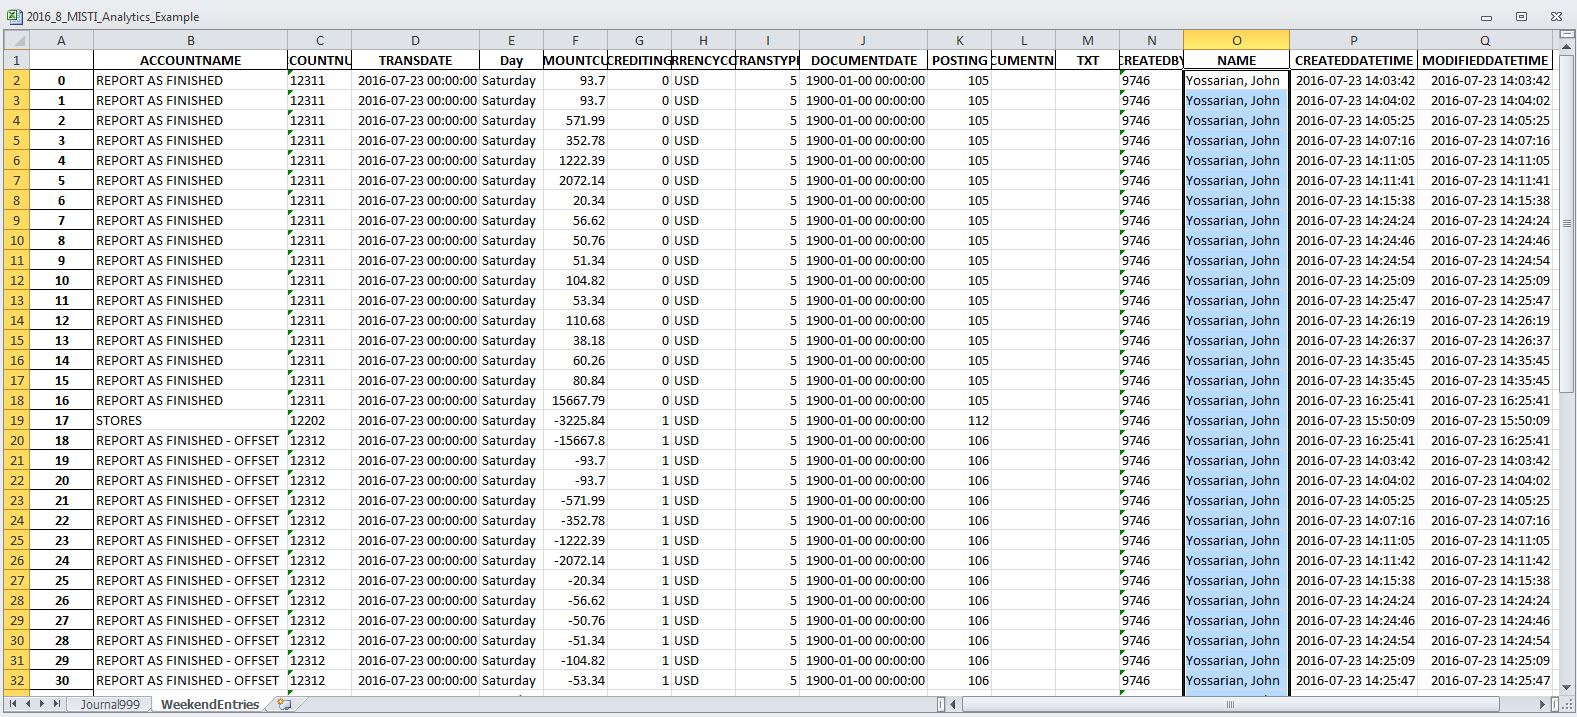 2016_8_MISTI_Analytics_Example
A B C D E F G H I J K L M N O P Q
1 ACCOUNTNAME COUNTNU TRANSDATE Day MOUNTCU CREDITING RRENCYCO TRANSTYPE DOCUMENTDATE POSTING CUMENTN TXT CREATEDBY NAME CREATEDDATETIME MODIFIEDDATETIME
2 0 REPORT AS FINISHED 12311 2016-07-23 00:00:00 Saturday 93.7 0 USD 5 1900-01-00 00:00:00 105 9746 Yossarian, John 2016-07-23 14:03:42 2016-07-23 14:03:42
3 1 REPORT AS FINISHED 12311 2016-07-23 00:00:00 Saturday 93.7 0 USD 5 1900-01-00 00:00:00 105 9746 Yossarian, John 2016-07-23 14:04:02 2016-07-23 14:04:02
4 2 REPORT AS FINISHED 12311 2016-07-23 00:00:00 Saturday 571.99 0 USD 5 1900-01-00 00:00:00 105 9746 Yossarian, John 2016-07-23 14:05:25 2016-07-23 14:05:25
5 3 REPORT AS FINISHED 12311 2016-07-23 00:00:00 Saturday 352.78 0 USD 5 1900-01-00 00:00:00 105 9746 Yossarian, John 2016-07-23 14:07:16 2016-07-23 14:07:16
6 4 REPORT AS FINISHED 12311 2016-07-23 00:00:00 Saturday 1222.39 0 USD 5 1900-01-00 00:00:00 105 9746 Yossarian, John 2016-07-23 14:11:05 2016-07-23 14:11:05
7 5 REPORT AS FINISHED 12311 2016-07-23 00:00:00 Saturday 2072.14 0 USD 5 1900-01-00 00:00:00 105 9746 Yossarian, John 2016-07-23 14:11:41 2016-07-23 14:11:41
8 6 REPORT AS FINISHED 12311 2016-07-23 00:00:00 Saturday 20.34 0 USD 5 1900-01-00 00:00:00 105 9746 Yossarian, John 2016-07-23 14:15:38 2016-07-23 14:15:38
9 7 REPORT AS FINISHED 12311 2016-07-23 00:00:00 Saturday 56.62 0 USD 5 1900-01-00 00:00:00 105 9746 Yossarian, John 2016-07-23 14:24:24 2016-07-23 14:24:24
10 8 REPORT AS FINISHED 12311 2016-07-23 00:00:00 Saturday 50.76 0 USD 5 1900-01-00 00:00:00 105 9746 Yossarian, John 2016-07-23 14:24:46 2016-07-23 14:24:46
11 9 REPORT AS FINISHED 12311 2016-07-23 00:00:00 Saturday 51.34 0 USD 5 1900-01-00 00:00:00 105 9746 Yossarian, John 2016-07-23 14:24:54 2016-07-23 14:24:54
12 10 REPORT AS FINISHED 12311 2016-07-23 00:00:00 Saturday 104.82 0 USD 5 1900-01-00 00:00:00 105 9746 Yossarian, John 2016-07-23 14:25:09 2016-07-23 14:25:09
13 11 REPORT AS FINISHED 12311 2016-07-23 00:00:00 Saturday 53.34 0 USD 5 1900-01-00 00:00:00 105 9746 Yossarian, John 2016-07-23 14:25:47 2016-07-23 14:25:47
14 12 REPORT AS FINISHED 12311 2016-07-23 00:00:00 Saturday 110.68 0 USD 5 1900-01-00 00:00:00 105 9746 Yossarian, John 2016-07-23 14:26:19 2016-07-23 14:26:19
15 13 REPORT AS FINISHED 12311 2016-07-23 00:00:00 Saturday 38.18 0 USD 5 1900-01-00 00:00:00 105 9746 Yossarian, John 2016-07-23 14:26:37 2016-07-23 14:26:37
16 14 REPORT AS FINISHED 12311 2016-07-23 00:00:00 Saturday 60.26 0 USD 5 1900-01-00 00:00:00 105 9746 Yossarian, John 2016-07-23 14:35:45 2016-07-23 14:35:45
17 15 REPORT AS FINISHED 12311 2016-07-23 00:00:00 Saturday 80.84 0 USD 5 1900-01-00 00:00:00 105 9746 Yossarian, John 2016-07-23 14:35:45 2016-07-23 14:35:45
18 16 REPORT AS FINISHED 12311 2016-07-23 00:00:00 Saturday 15667.79 0 USD 5 1900-01-00 00:00:00 105 9746 Yossarian, John 2016-07-23 16:25:41 2016-07-23 16:25:41
19 17 STORES 12202 2016-07-23 00:00:00 Saturday -3225.84 1 USD 5 1900-01-00 00:00:00 112 9746 Yossarian, John 2016-07-23 15:50:09 2016-07-23 15:50:09
20 18 REPORT AS FINISHED - OFFSET 12312 2016-07-23 00:00:00 Saturday -15667.8 1 USD 5 1900-01-00 00:00:00 106 9746 Yossarian, John 2016-07-23 16:25:41 2016-07-23 16:25:41
21 19 REPORT AS FINISHED - OFFSET 12312 2016-07-23 00:00:00 Saturday -93.7 1 USD 5 1900-01-00 00:00:00 106 9746 Yossarian, John 2016-07-23 14:03:42 2016-07-23 14:03:42
22 20 REPORT AS FINISHED - OFFSET 12312 2016-07-23 00:00:00 Saturday -93.7 1 USD 5 1900-01-00 00:00:00 106 9746 Yossarian, John 2016-07-23 14:04:02 2016-07-23 14:04:02
23 21 REPORT AS FINISHED - OFFSET 12312 2016-07-23 00:00:00 Saturday -571.99 1 USD 5 1900-01-00 00:00:00 106 9746 Yossarian, John 2016-07-23 14:05:25 2016-07-23 14:05:25
24 22 REPORT AS FINISHED - OFFSET 12312 2016-07-23 00:00:00 Saturday -352.78 1 USD 5 1900-01-00 00:00:00 106 9746 Yossarian, John 2016-07-23 14:07:16 2016-07-23 14:07:16
25 23 REPORT AS FINISHED - OFFSET 12312 2016-07-23 00:00:00 Saturday -1222.39 1 USD 5 1900-01-00 00:00:00 106 9746 Yossarian, John 2016-07-23 14:11:05 2016-07-23 14:11:05
26 24 REPORT AS FINISHED - OFFSET 12312 2016-07-23 00:00:00 Saturday -2072.14 1 USD 5 1900-01-00 00:00:00 106 9746 Yossarian, John 2016-07-23 14:11:42 2016-07-23 14:11:42
27 25 REPORT AS FINISHED - OFFSET 12312 2016-07-23 00:00:00 Saturday -20.34 1 USD 5 1900-01-00 00:00:00 106 9746 Yossarian, John 2016-07-23 14:15:38 2016-07-23 14:15:38
28 26 REPORT AS FINISHED - OFFSET 12312 2016-07-23 00:00:00 Saturday -56.62 1 USD 5 1900-01-00 00:00:00 106 9746 Yossarian, John 2016-07-23 14:24:24 2016-07-23 14:24:24
29 27 REPORT AS FINISHED - OFFSET 12312 2016-07-23 00:00:00 Saturday -50.76 1 USD 5 1900-01-00 00:00:00 106 9746 Yossarian, John 2016-07-23 14:24:46 2016-07-23 14:24:46
30 28 REPORT AS FINISHED - OFFSET 12312 2016-07-23 00:00:00 Saturday -51.34 1 USD 5 1900-01-00 00:00:00 106 9746 Yossarian, John 2016-07-23 14:24:54 2016-07-23 14:24:54
31 29 REPORT AS FINISHED - OFFSET 12312 2016-07-23 00:00:00 Saturday -104.82 1 USD 5 1900-01-00 00:00:00 106 9746 Yossarian, John 2016-07-23 14:25:09 2016-07-23 14:25:09
32 30 REPORT AS FINISHED - OFFSET 12312 2016-07-23 00:00:00 Saturday -53.34 1 USD 5 1900-01-00 00:00:00 106 9746 Yossarian, John 2016-07-23 14:25:47 2016-07-23 14:25:47
Journal999 WeekendEntries